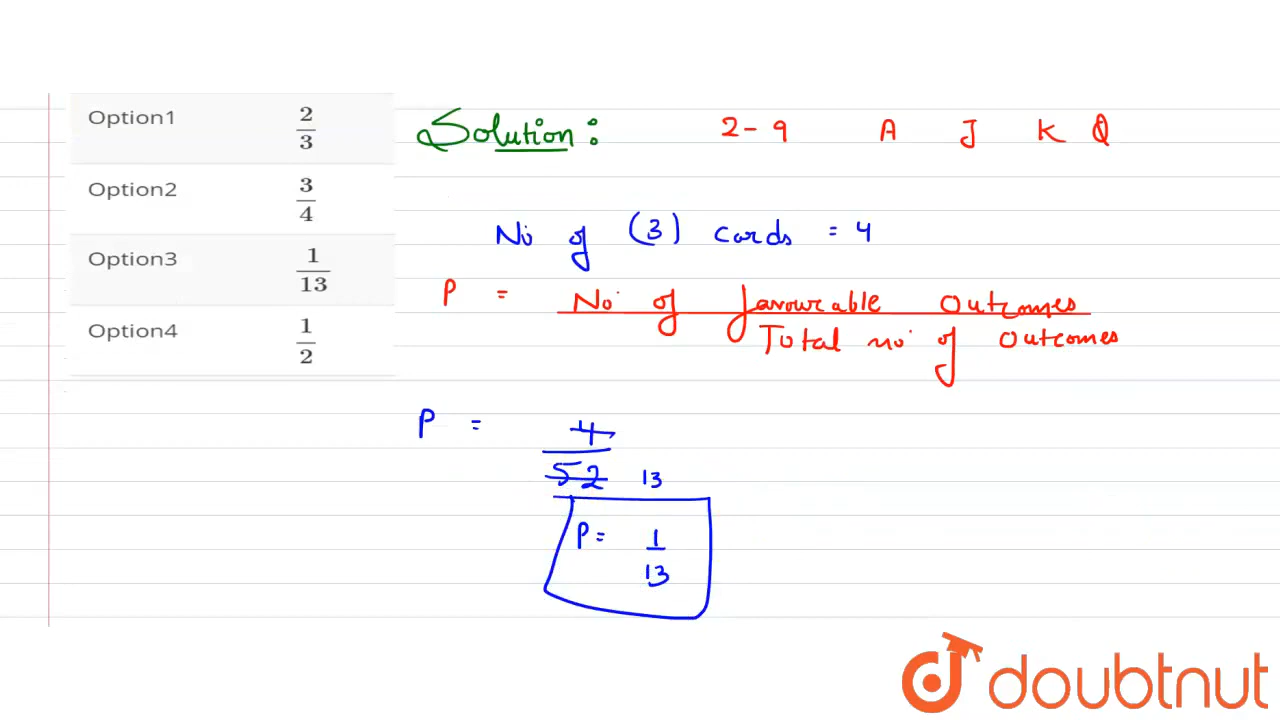 Option1 2/3
Option2 3/4
Option3 1/13
Option4 1/2
Solution: 2-9 A J K Q
No of (3) cards = 4
P = No. of favourable Outcomes
Total no. of outcomes
P = 4
52 13
P = 1
13
doubtnut